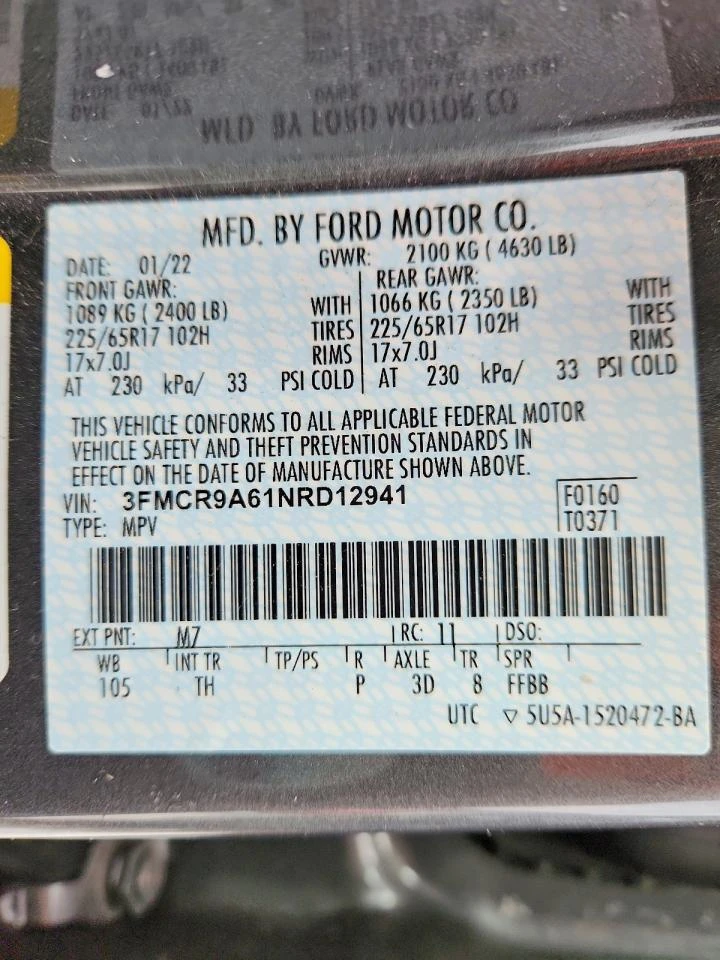 MFD. BY FORD MOTOR CO.
DATE: 01/22 GVWR: 2100 KG ( 4630 LB)
FRONT GAWR: REAR GAWR:
1089 KG ( 2400 LB) WITH 1066 KG ( 2350 LB) WITH
225/65R17 102H TIRES 225/65R17 102H TIRES
17x7.0J RIMS 17x7.0J RIMS
AT 230 kPa/ 33 PSI COLD AT 230 kPa/ 33 PSI COLD
THIS VEHICLE CONFORMS TO ALL APPLICABLE FEDERAL MOTOR
VEHICLE SAFETY AND THEFT PREVENTION STANDARDS IN
EFFECT ON THE DATE OF MANUFACTURE SHOWN ABOVE.
VIN: 3FMCR9A61NRD12941 F0160
TYPE: MPV T0371
EXT PNT: M7 RC: 11 DSO:
WB INT TR TP/PS R AXLE TR SPR
105 TH P 3D 8 FFBB
UTC ▽ 5U5A-1520472-BA